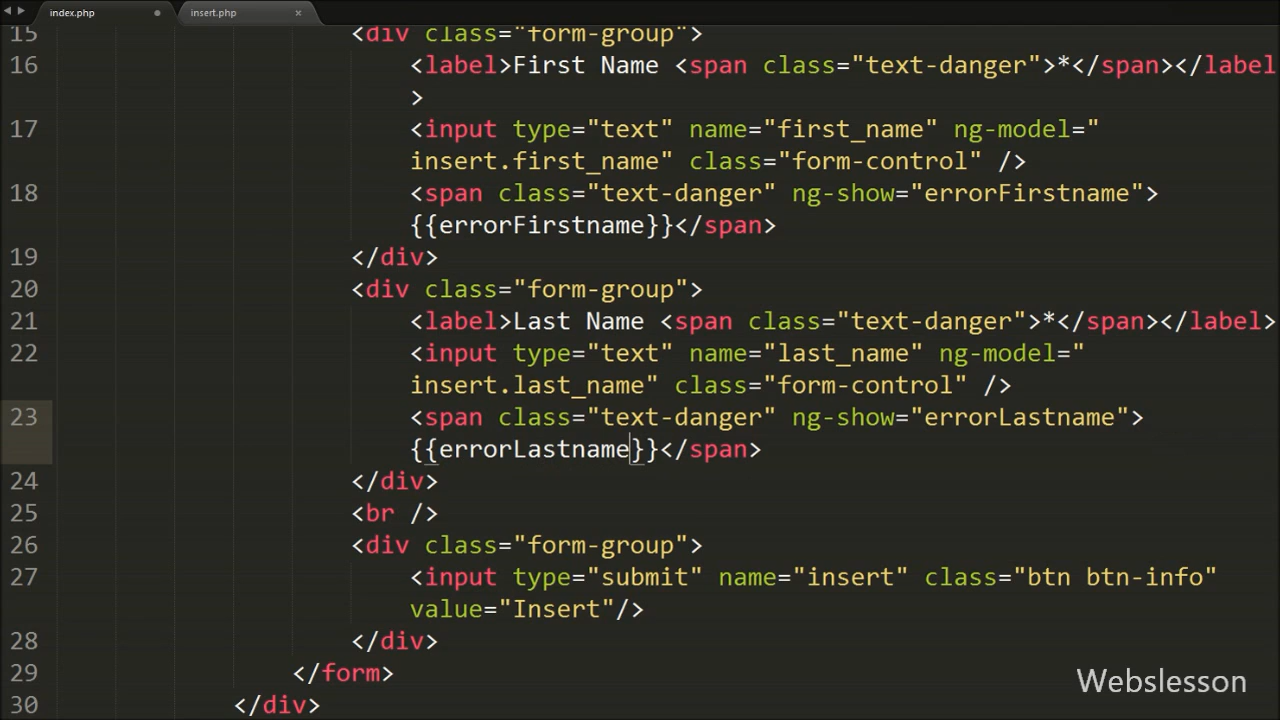 index.php
insert.php
15 <div class="form-group">
16 <label>First Name <span class="text-danger">*</span></label
>
17 <input type="text" name="first_name" ng-model="
insert.first_name" class="form-control" />
18 <span class="text-danger" ng-show="errorFirstname">
{{errorFirstname}}</span>
19 </div>
20 <div class="form-group">
21 <label>Last Name <span class="text-danger">*</span></label>
22 <input type="text" name="last_name" ng-model="
insert.last_name" class="form-control" />
23 <span class="text-danger" ng-show="errorLastname">
{{errorLastname}}</span>
24 </div>
25 <br />
26 <div class="form-group">
27 <input type="submit" name="insert" class="btn btn-info"
value="Insert"/>
28 </div>
29 </form>
30 </div>
Webslesson